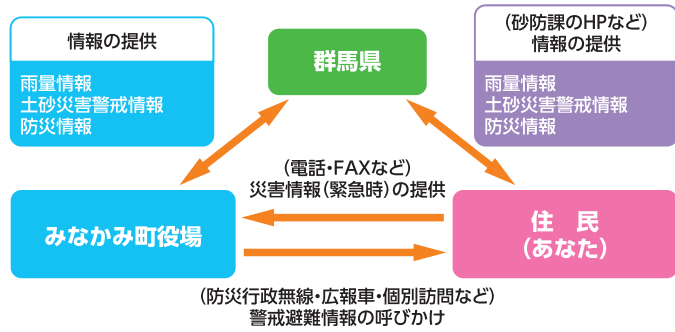 情報の提供
雨量情報
土砂災害警戒情報
防災情報
群馬県
(砂防課のHPなど)
情報の提供
雨量情報
土砂災害警戒情報
防災情報
(電話・FAXなど)
災害情報(緊急時)の提供
みなかみ町役場
住　民
(あなた)
(防災行政無線・広報車・個別訪問など)
警戒避難情報の呼びかけ